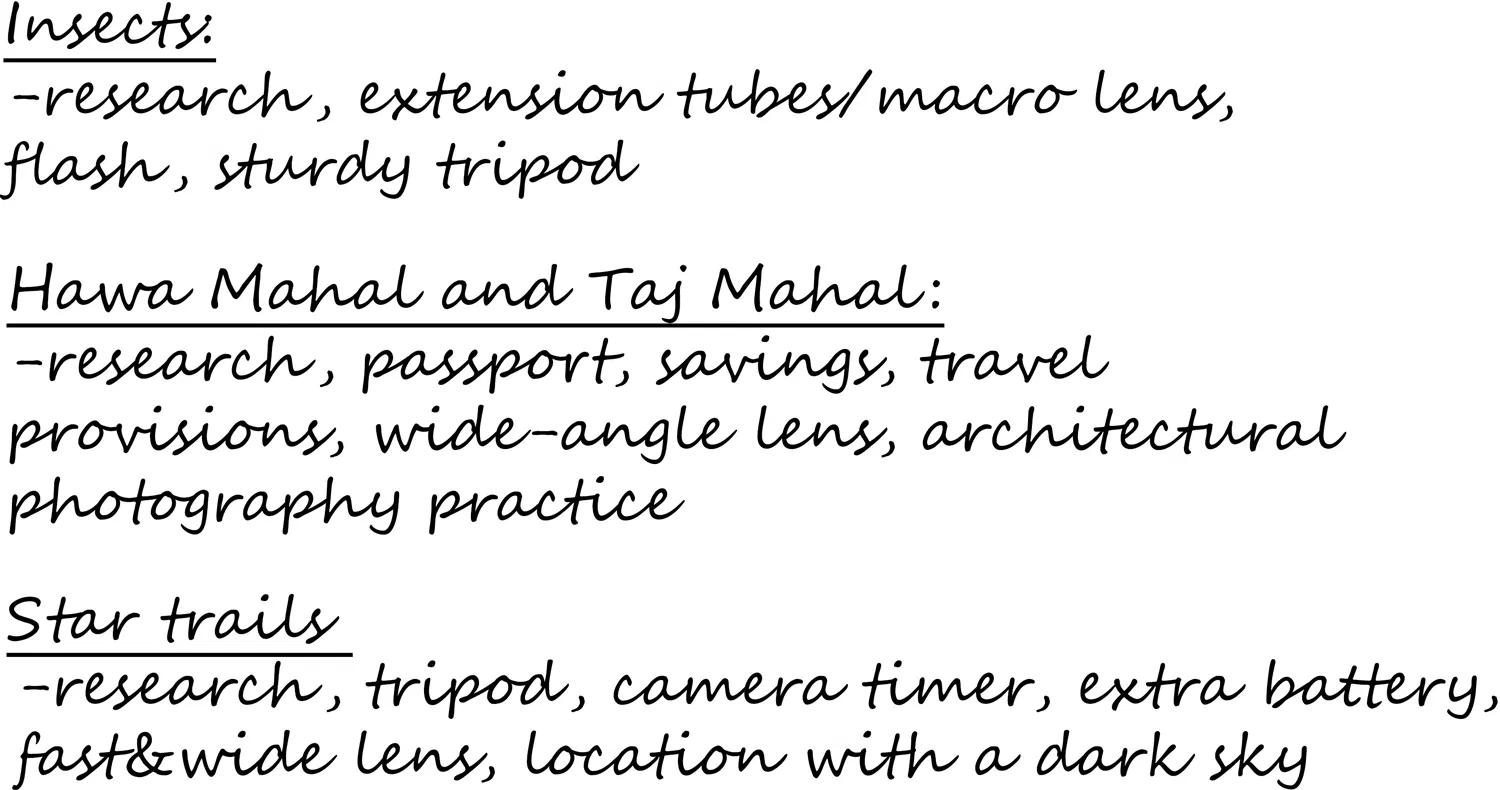 Insects:
-research, extension tubes/macro lens,
flash, sturdy tripod
Hawa Mahal and Taj Mahal:
-research, passport, savings, travel
provisions, wide-angle lens, architectural
photography practice
Star trails
-research, tripod, camera timer, extra battery,
fast&wide lens, location with a dark sky